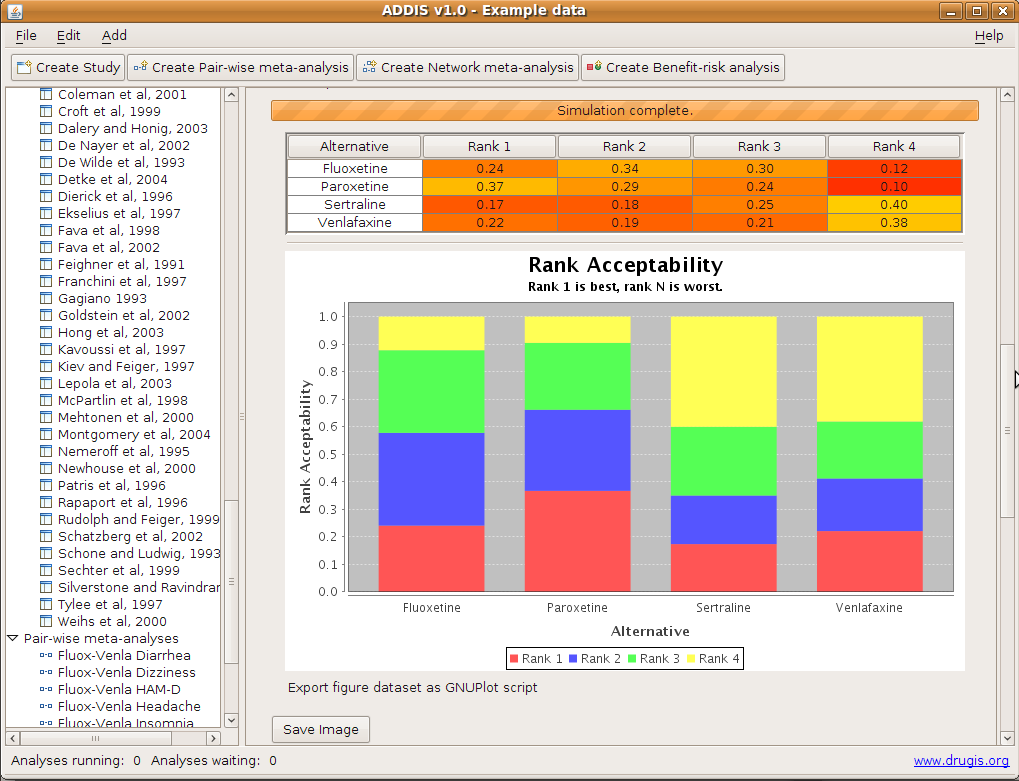 ADDIS v1.0 - Example data
File Edit Add Help
Create Study Create Pair-wise meta-analysis Create Network meta-analysis Create Benefit-risk analysis
Coleman et al, 2001
Croft et al, 1999
Dalery and Honig, 2003
De Nayer et al, 2002
De Wilde et al, 1993
Detke et al, 2004
Dierick et al, 1996
Ekselius et al, 1997
Fava et al, 1998
Fava et al, 2002
Feighner et al, 1991
Franchini et al, 1997
Gagiano 1993
Goldstein et al, 2002
Hong et al, 2003
Kavoussi et al, 1997
Kiev and Feiger, 1997
Lepola et al, 2003
McPartlin et al, 1998
Mehtonen et al, 2000
Montgomery et al, 2004
Nemeroff et al, 1995
Newhouse et al, 2000
Patris et al, 1996
Rapaport et al, 1996
Rudolph and Feiger, 1999
Schatzberg et al, 2002
Schone and Ludwig, 1993
Sechter et al, 1999
Silverstone and Ravindran
Tylee et al, 1997
Weihs et al, 2000
Pair-wise meta-analyses
Fluox-Venla Diarrhea
Fluox-Venla Dizziness
Fluox-Venla HAM-D
Fluox-Venla Headache
Fluox-Venla Insomnia
Simulation complete.
Alternative Rank 1 Rank 2 Rank 3 Rank 4
Fluoxetine 0.24 0.34 0.30 0.12
Paroxetine 0.37 0.29 0.24 0.10
Sertraline 0.17 0.18 0.25 0.40
Venlafaxine 0.22 0.19 0.21 0.38
Rank Acceptability
Rank 1 is best, rank N is worst.
Rank Acceptability
1.0
0.9
0.8
0.7
0.6
0.5
0.4
0.3
0.2
0.1
0.0
Fluoxetine Paroxetine Sertraline Venlafaxine
Alternative
Rank 1 Rank 2 Rank 3 Rank 4
Export figure dataset as GNUPlot script
Save Image
Analyses running: 0 Analyses waiting: 0 www.drugis.org